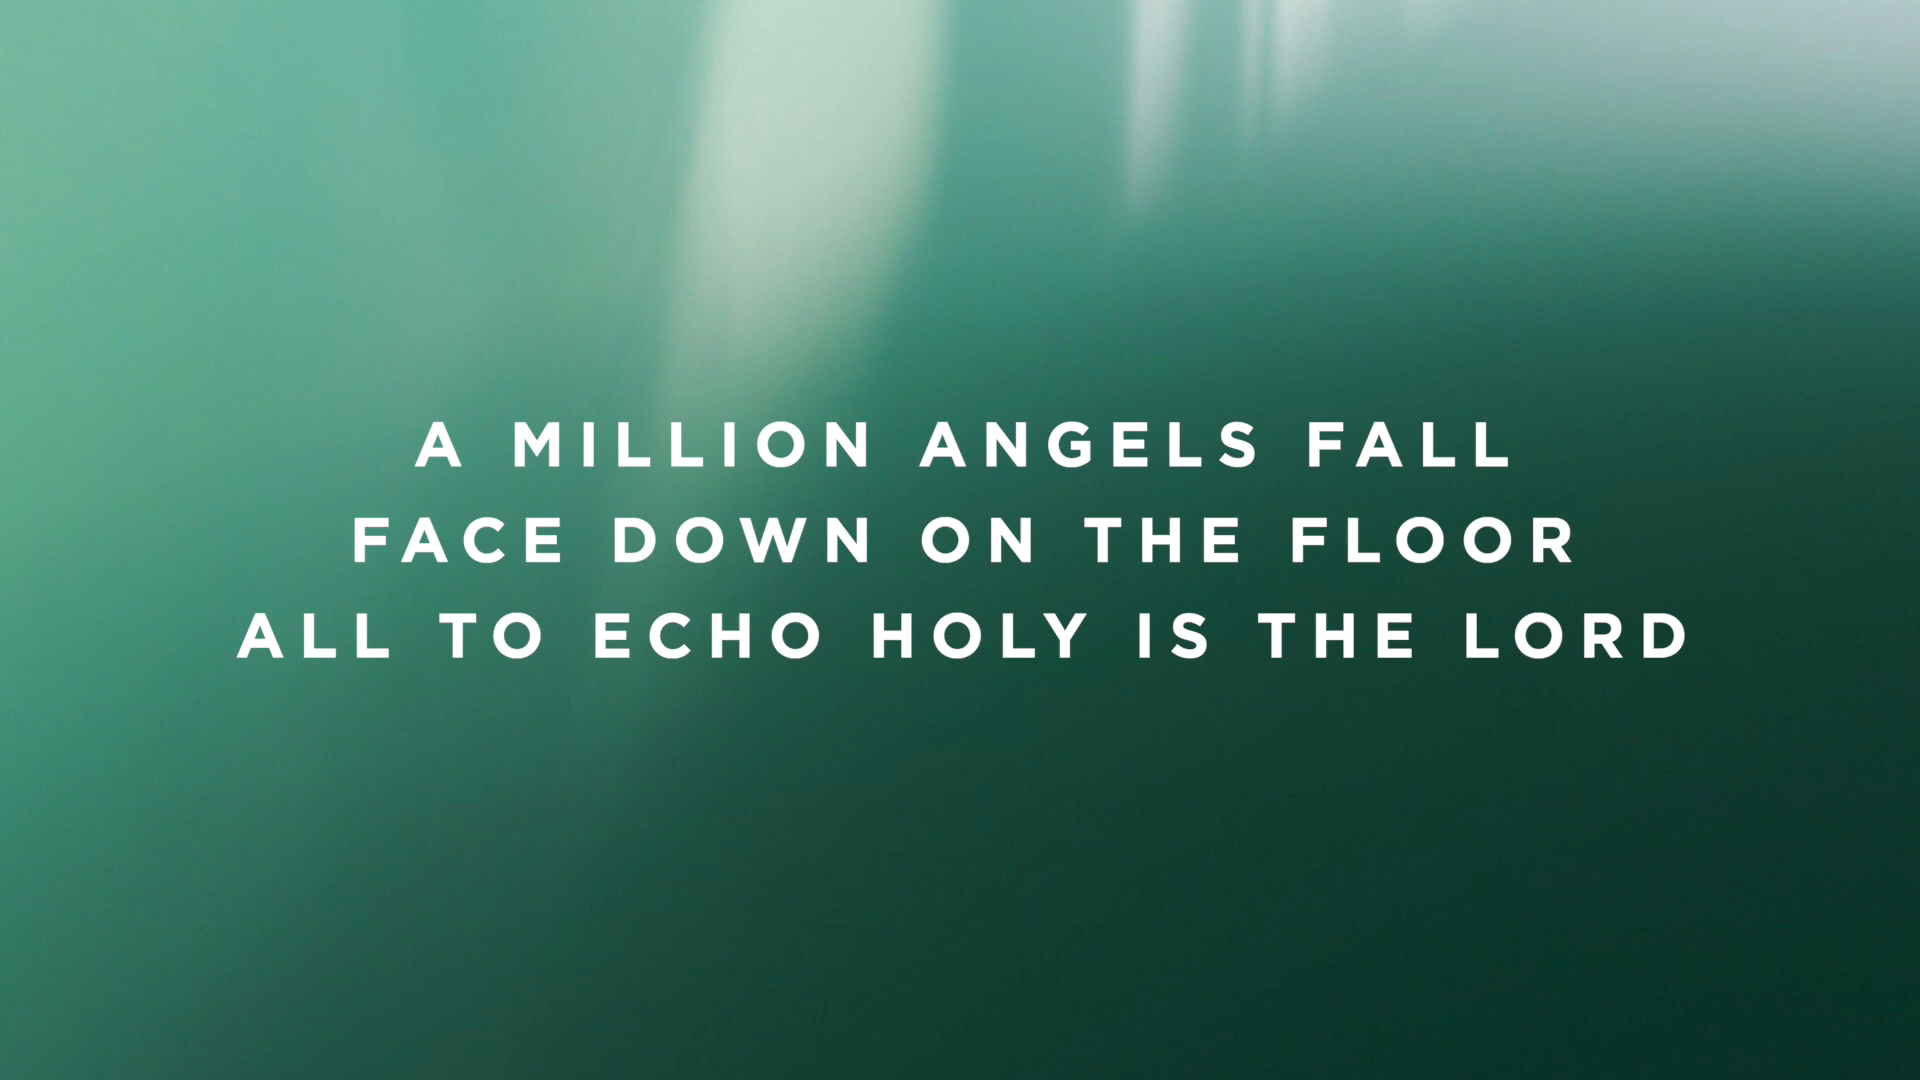 A MILLION ANGELS FALL
FACE DOWN ON THE FLOOR
ALL TO ECHO HOLY IS THE LORD